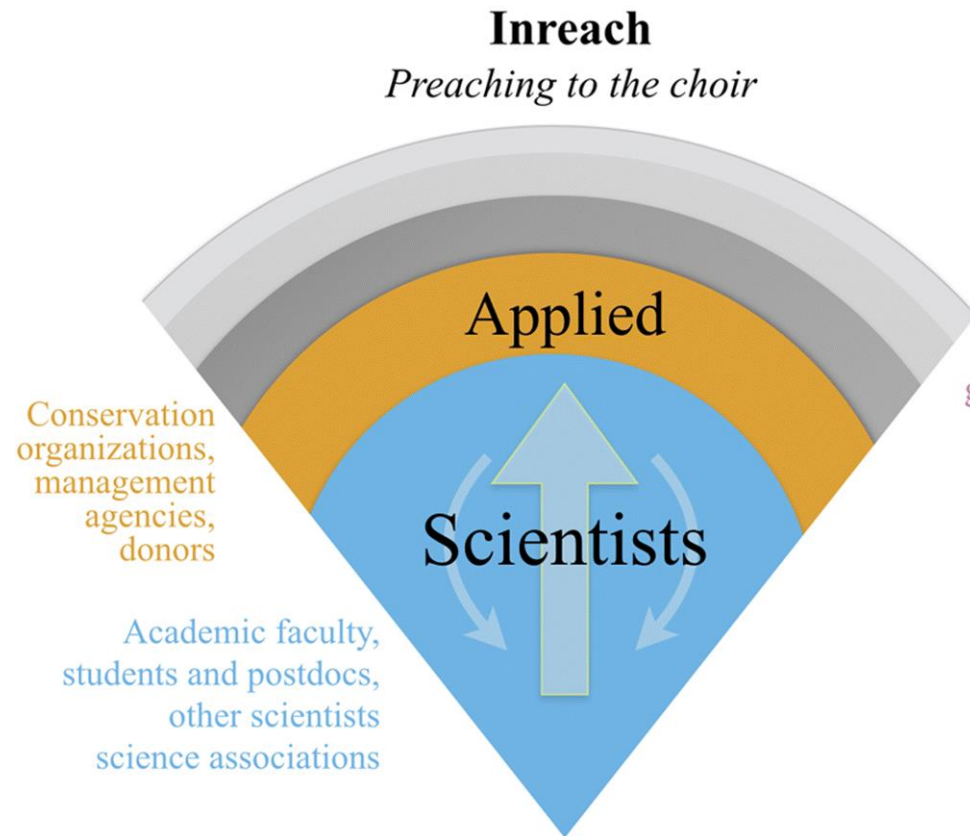 Inreach
Preaching to the choir
Applied
Conservation
organizations,
management
agencies,
donors
Scientists
Academic faculty,
students and postdocs,
other scientists
science associations